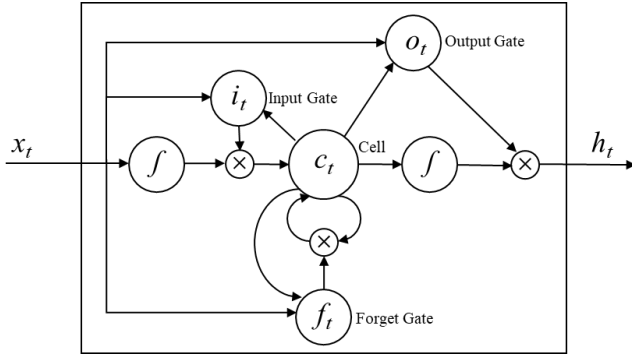 o_t Output Gate
i_t Input Gate
x_t ∫ × c_t Cell ∫ × h_t
×
f_t Forget Gate